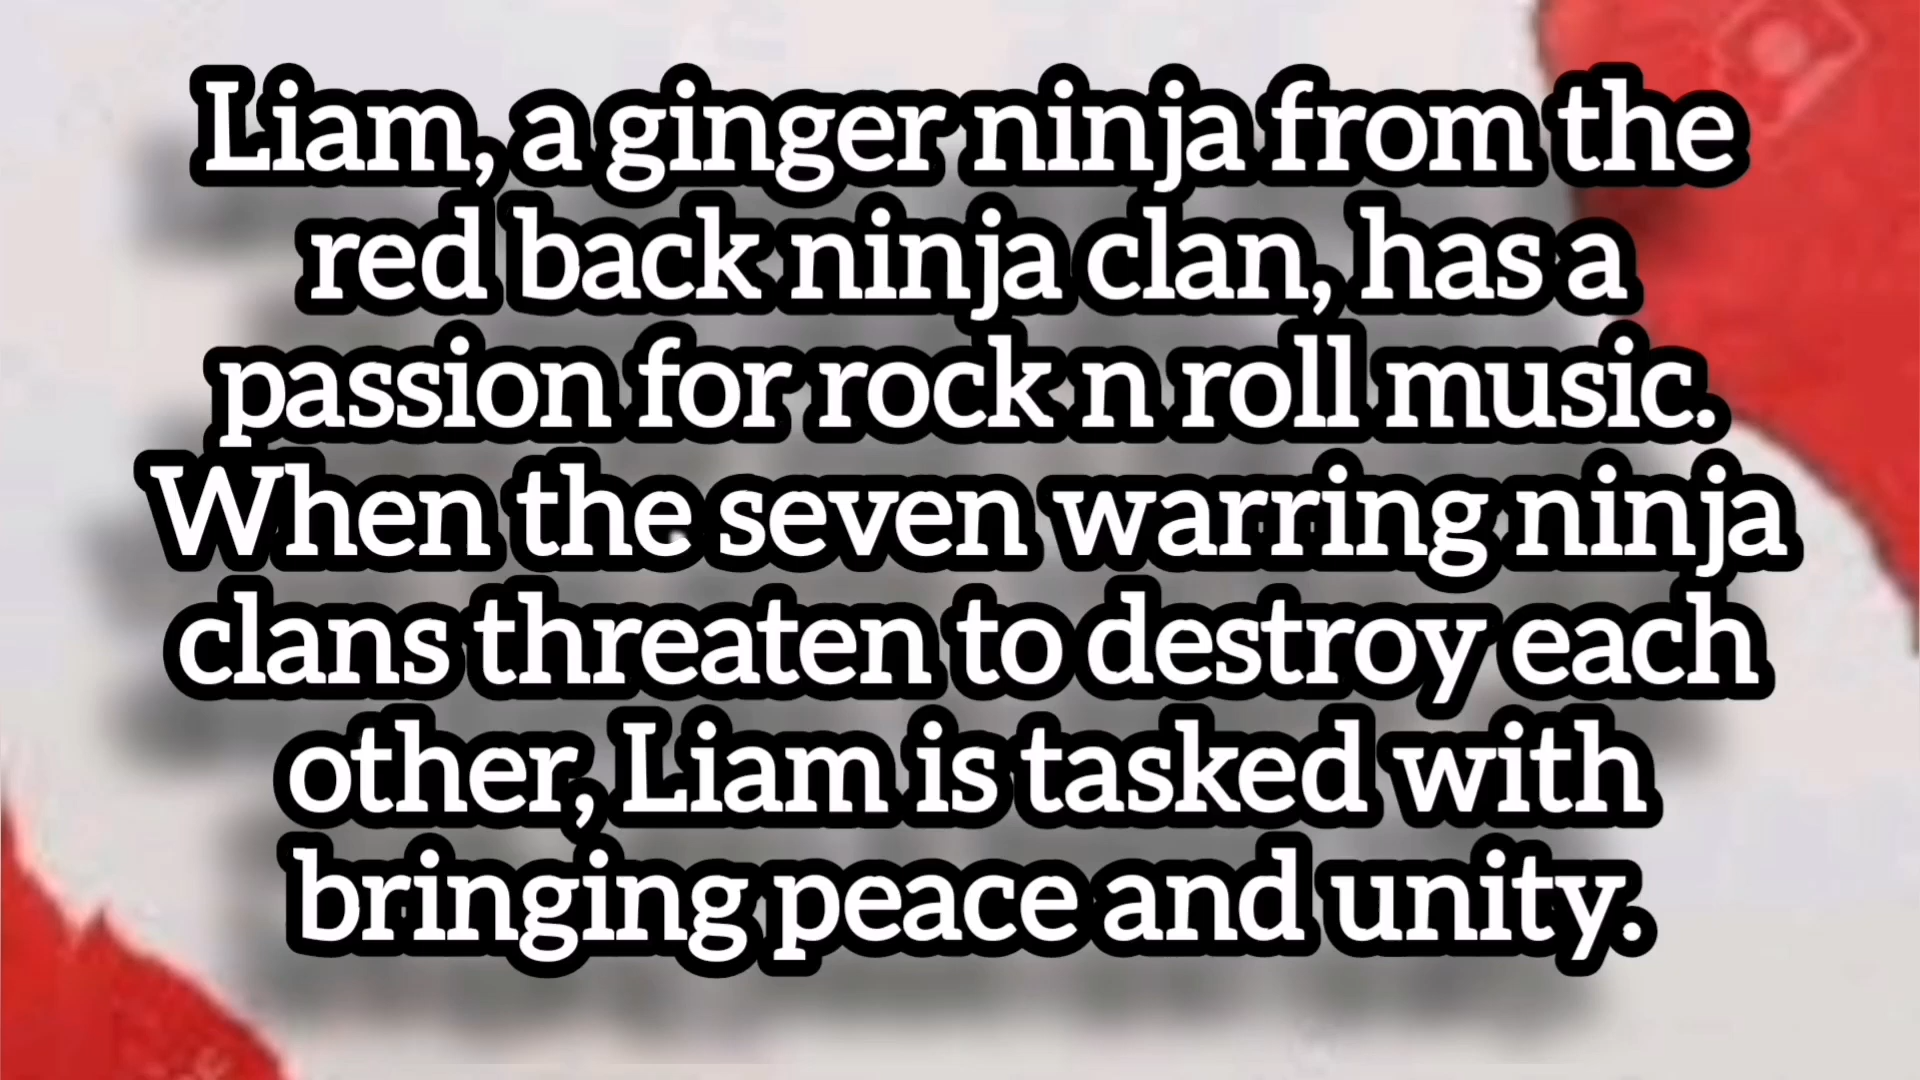 Liam, a ginger ninja from the
red back ninja clan, has a
passion for rock n roll music.
When the seven warring ninja
clans threaten to destroy each
other, Liam is tasked with
bringing peace and unity.